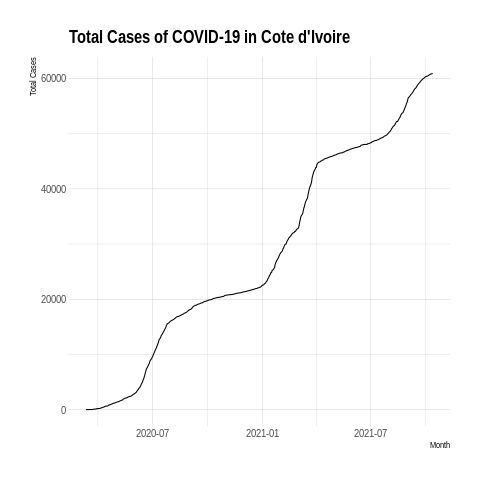 Total Cases of COVID-19 in Cote d'Ivoire
Total Cases
60000
40000
20000
0
2020-07 2021-01 2021-07
Month